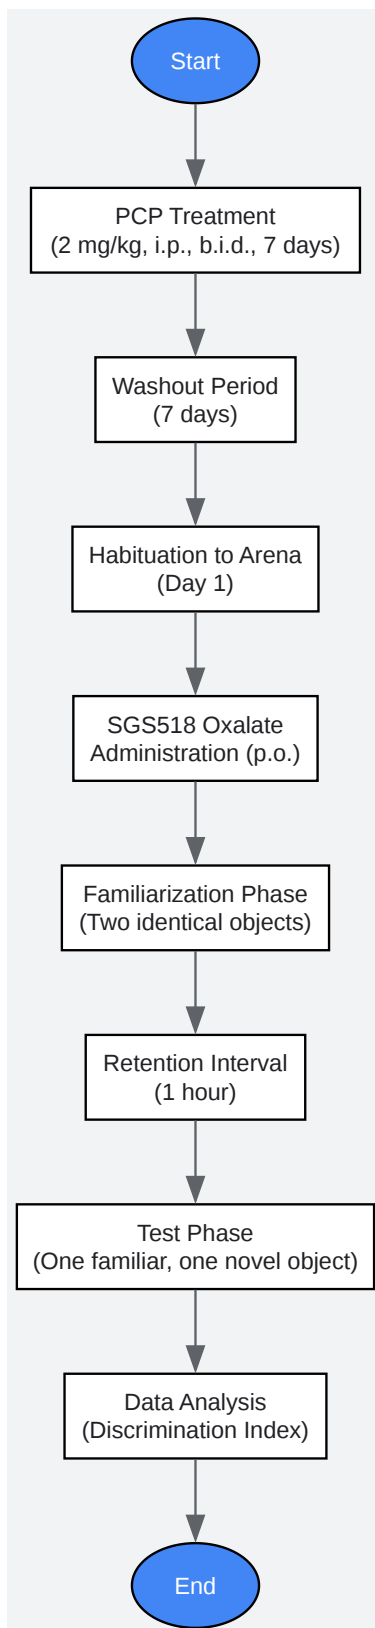 Start
PCP Treatment
(2 mg/kg, i.p., b.i.d., 7 days)
Washout Period
(7 days)
Habituation to Arena
(Day 1)
SGS518 Oxalate
Administration (p.o.)
Familiarization Phase
(Two identical objects)
Retention Interval
(1 hour)
Test Phase
(One familiar, one novel object)
Data Analysis
(Discrimination Index)
End